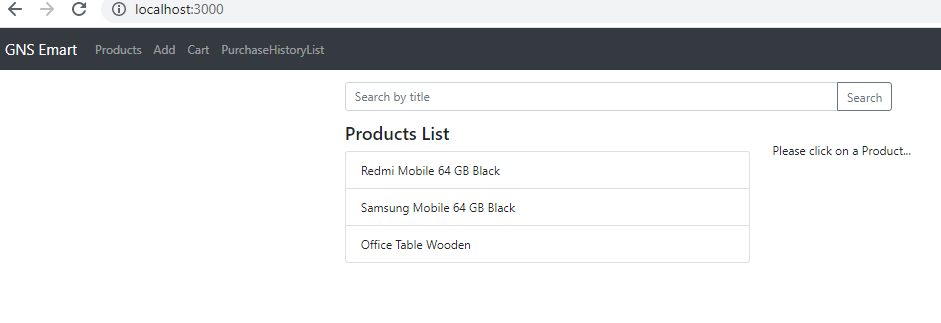 localhost:3000
GNS Emart Products Add Cart PurchaseHistoryList
Search by title Search
Products List
Please click on a Product...
Redmi Mobile 64 GB Black
Samsung Mobile 64 GB Black
Office Table Wooden